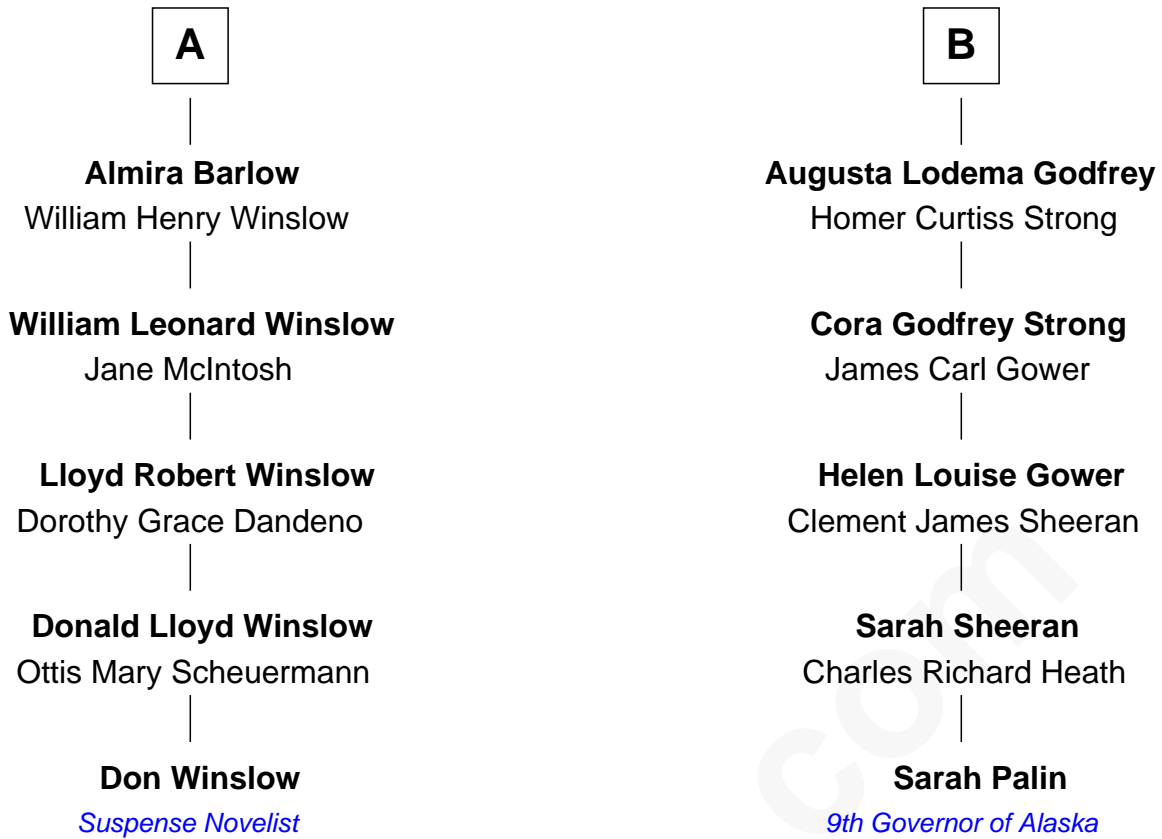 A
Almira Barlow
William Henry Winslow
William Leonard Winslow
Jane McIntosh
Lloyd Robert Winslow
Dorothy Grace Dandeno
Donald Lloyd Winslow
Ottis Mary Scheuermann
Don Winslow
Suspense Novelist
B
Augusta Lodema Godfrey
Homer Curtiss Strong
Cora Godfrey Strong
James Carl Gower
Helen Louise Gower
Clement James Sheeran
Sarah Sheeran
Charles Richard Heath
Sarah Palin
9th Governor of Alaska
com